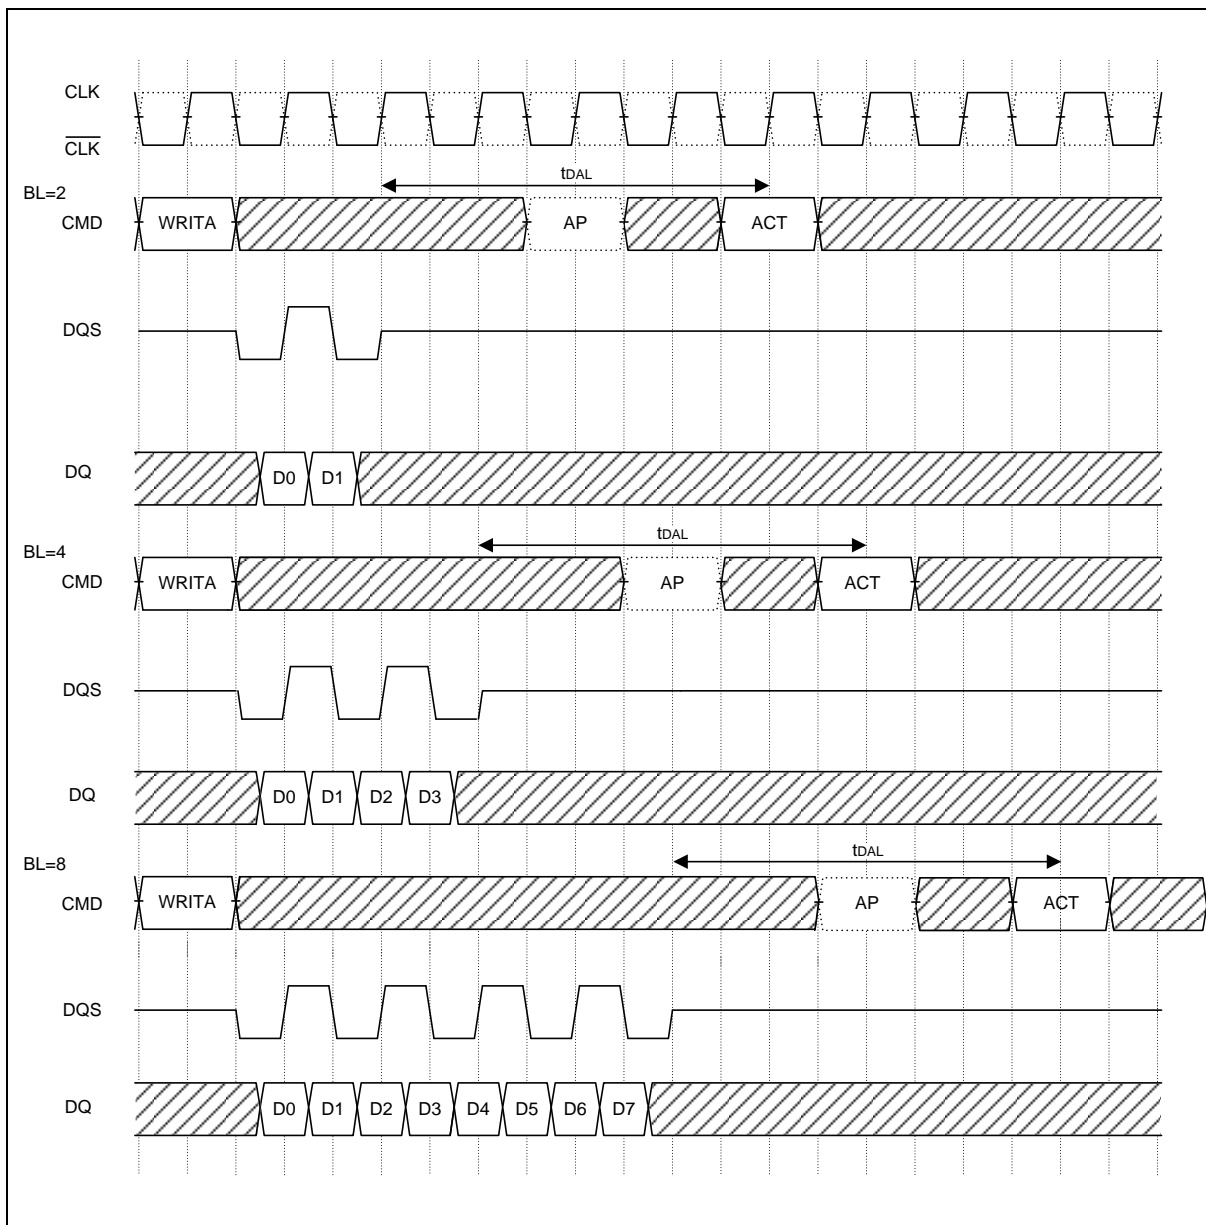 CLK
CLK
tDAL
BL=2
CMD WRITA AP ACT
DQS
DQ D0 D1
tDAL
BL=4
CMD WRITA AP ACT
DQS
DQ D0 D1 D2 D3
tDAL
BL=8
CMD WRITA AP ACT
DQS
DQ D0 D1 D2 D3 D4 D5 D6 D7